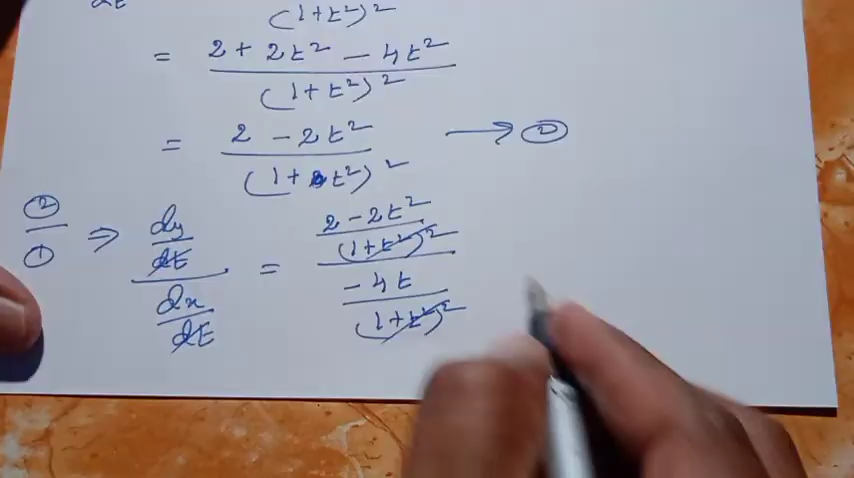 dt (1+t²)²
= (2 + 2t² - 4t²) / (1+t²)²
= (2 - 2t²) / (1+t²)² → ②
②/① ⇒ (dy/dt) / (dx/dt) = ((2 - 2t²) / (1+t²)²) / ((-4t) / (1+t²)²)